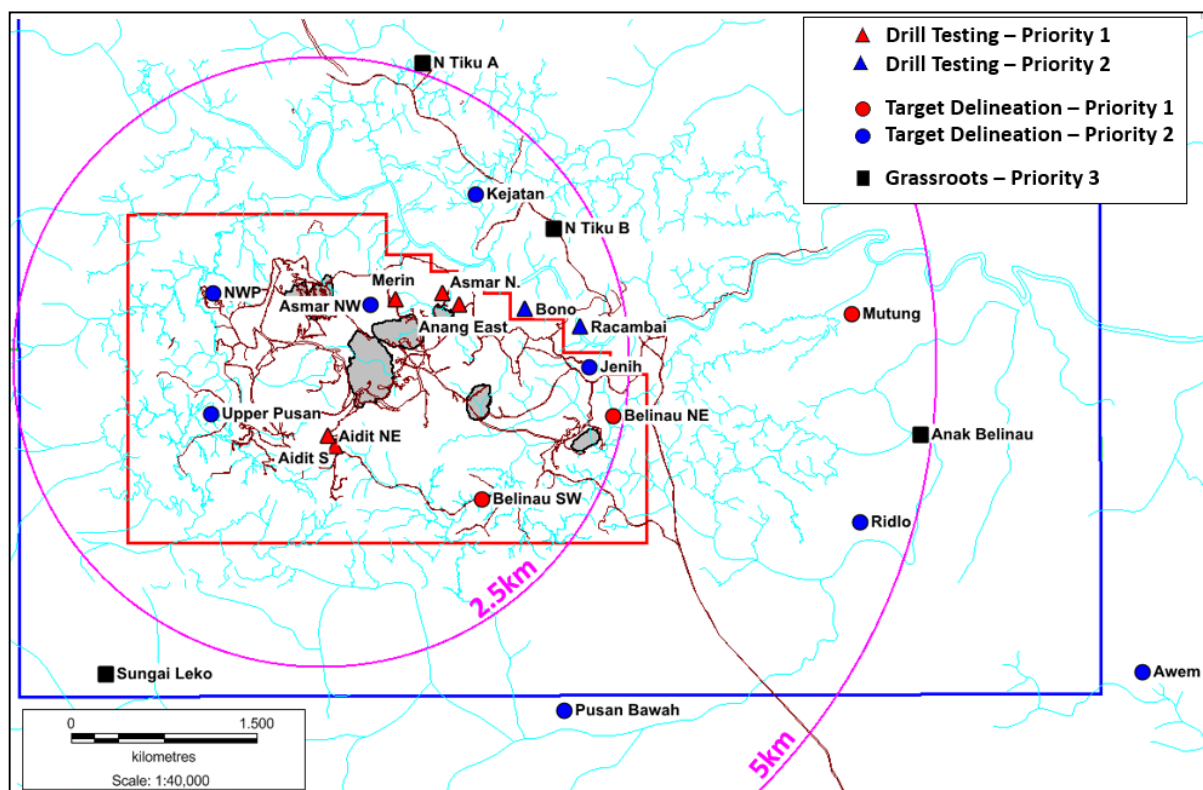 Drill Testing – Priority 1
Drill Testing – Priority 2
Target Delineation – Priority 1
Target Delineation – Priority 2
Grassroots – Priority 3
N Tiku A
Kejatan
N Tiku B
NWP
Merin
Asmar N.
Asmar NW
Bono
Mutung
Anang East
Racambai
Jenih
Upper Pusan
Belinau NE
Aidit NE
Anak Belinau
Aidit S
Belinau SW
Ridlo
2.5km
Sungai Leko
Awem
Pusan Bawah
5km
0 1.500
kilometres
Scale: 1:40,000